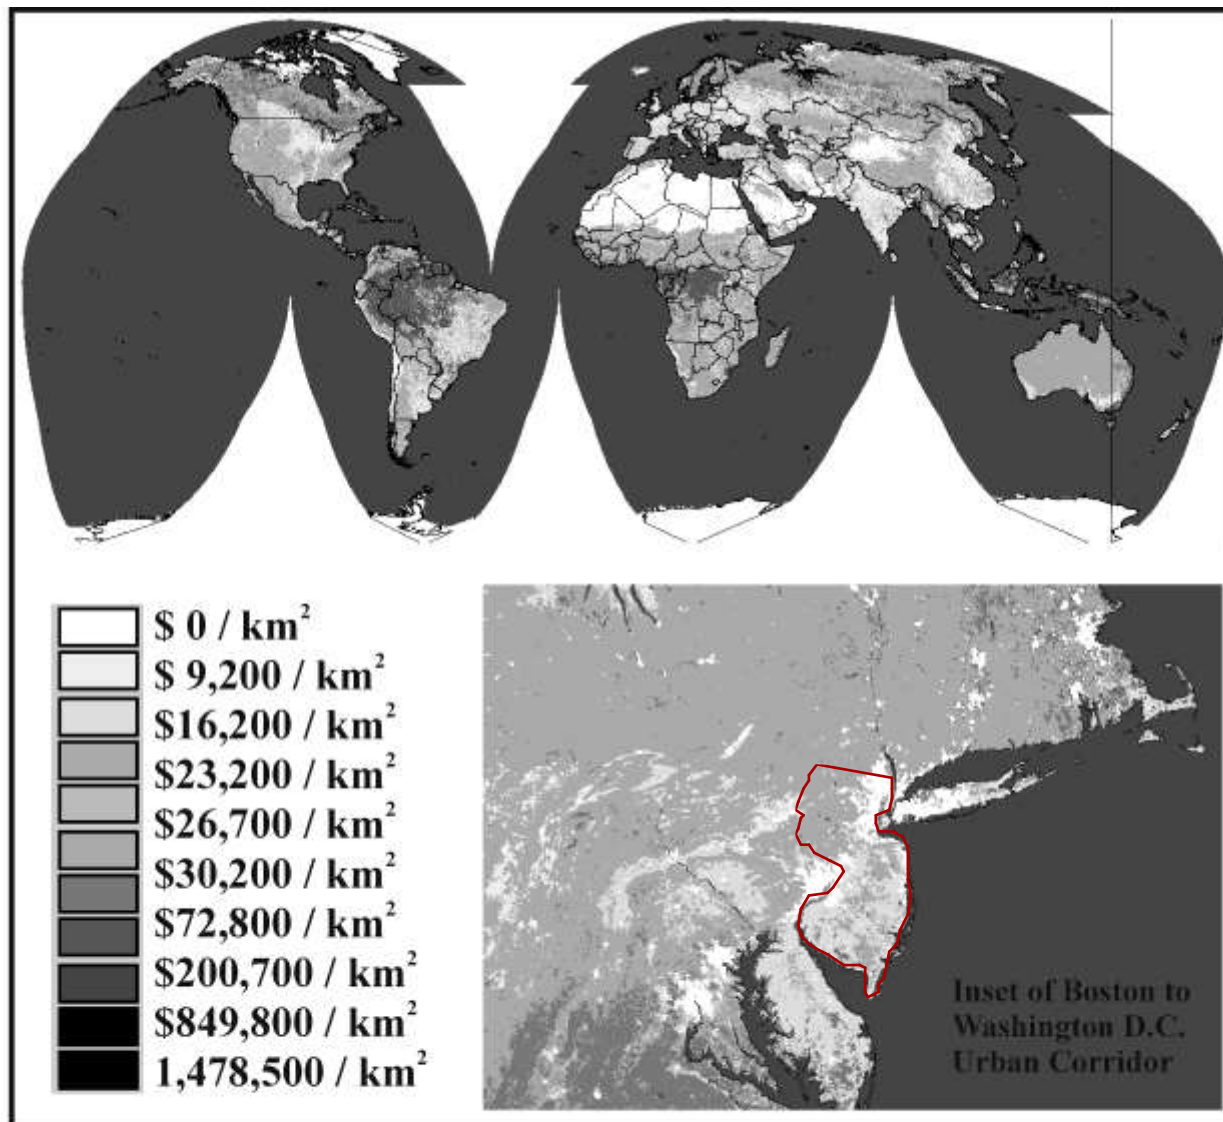 $ 0 / km²
$ 9,200 / km²
$16,200 / km²
$23,200 / km²
$26,700 / km²
$30,200 / km²
$72,800 / km²
$200,700 / km²
$849,800 / km²
1,478,500 / km²
Inset of Boston to
Washington D.C.
Urban Corridor